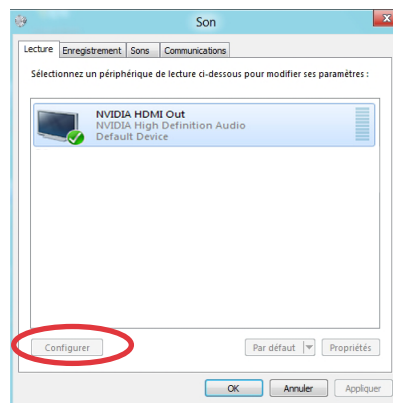 Son
Lecture Enregistrement Sons Communications
Sélectionnez un périphérique de lecture ci-dessous pour modifier ses paramètres :
NVIDIA HDMI Out
NVIDIA High Definition Audio
Default Device
Configurer Par défaut Propriétés
OK Annuler Appliquer